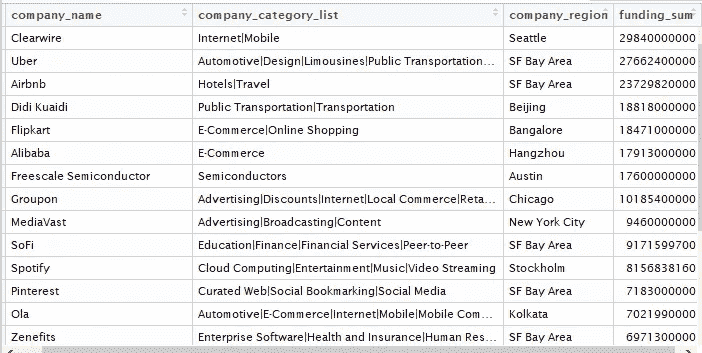 company_name company_category_list company_region funding_sum
Clearwire Internet|Mobile Seattle 29840000000
Uber Automotive|Design|Limousines|Public Transportation... SF Bay Area 27662400000
Airbnb Hotels|Travel SF Bay Area 23729820000
Didi Kuaidi Public Transportation|Transportation Beijing 18818000000
Flipkart E-Commerce|Online Shopping Bangalore 18471000000
Alibaba E-Commerce Hangzhou 17913000000
Freescale Semiconductor Semiconductors Austin 17600000000
Groupon Advertising|Discounts|Internet|Local Commerce|Reta... Chicago 10185400000
MediaVast Advertising|Broadcasting|Content New York City 9460000000
SoFi Education|Finance|Financial Services|Peer-to-Peer SF Bay Area 9171599700
Spotify Cloud Computing|Entertainment|Music|Video Streaming Stockholm 8156838160
Pinterest Curated Web|Social Bookmarking|Social Media SF Bay Area 7183000000
Ola Automotive|E-Commerce|Internet|Mobile|Mobile Com... Kolkata 7021990000
Zenefits Enterprise Software|Health and Insurance|Human Res... SF Bay Area 6971300000